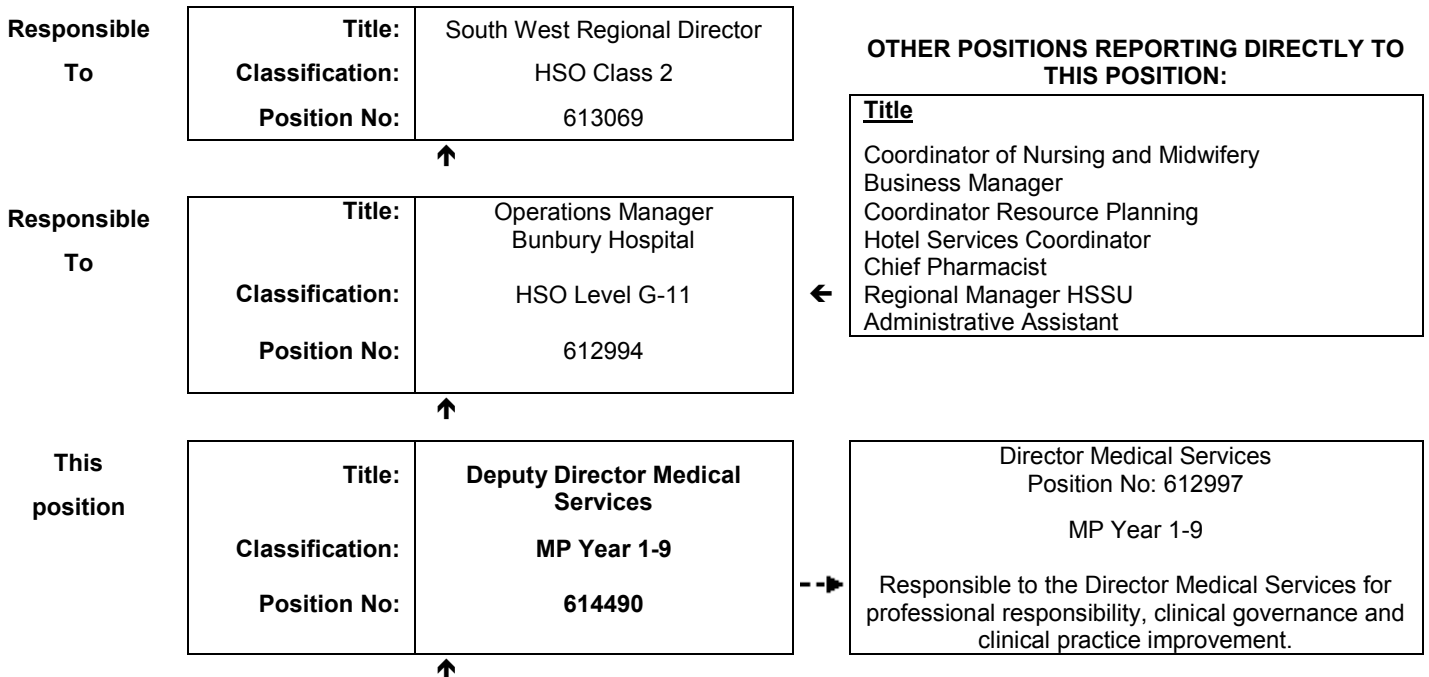 Responsible
To
Title: South West Regional Director
Classification: HSO Class 2
Position No: 613069
OTHER POSITIONS REPORTING DIRECTLY TO
THIS POSITION:
Title
Coordinator of Nursing and Midwifery
Business Manager
Coordinator Resource Planning
Hotel Services Coordinator
Chief Pharmacist
Regional Manager HSSU
Administrative Assistant
Responsible
To
Title: Operations Manager
Bunbury Hospital
Classification: HSO Level G-11
Position No: 612994
This
position
Title: Deputy Director Medical
Services
Classification: MP Year 1-9
Position No: 614490
Director Medical Services
Position No: 612997
MP Year 1-9
Responsible to the Director Medical Services for
professional responsibility, clinical governance and
clinical practice improvement.